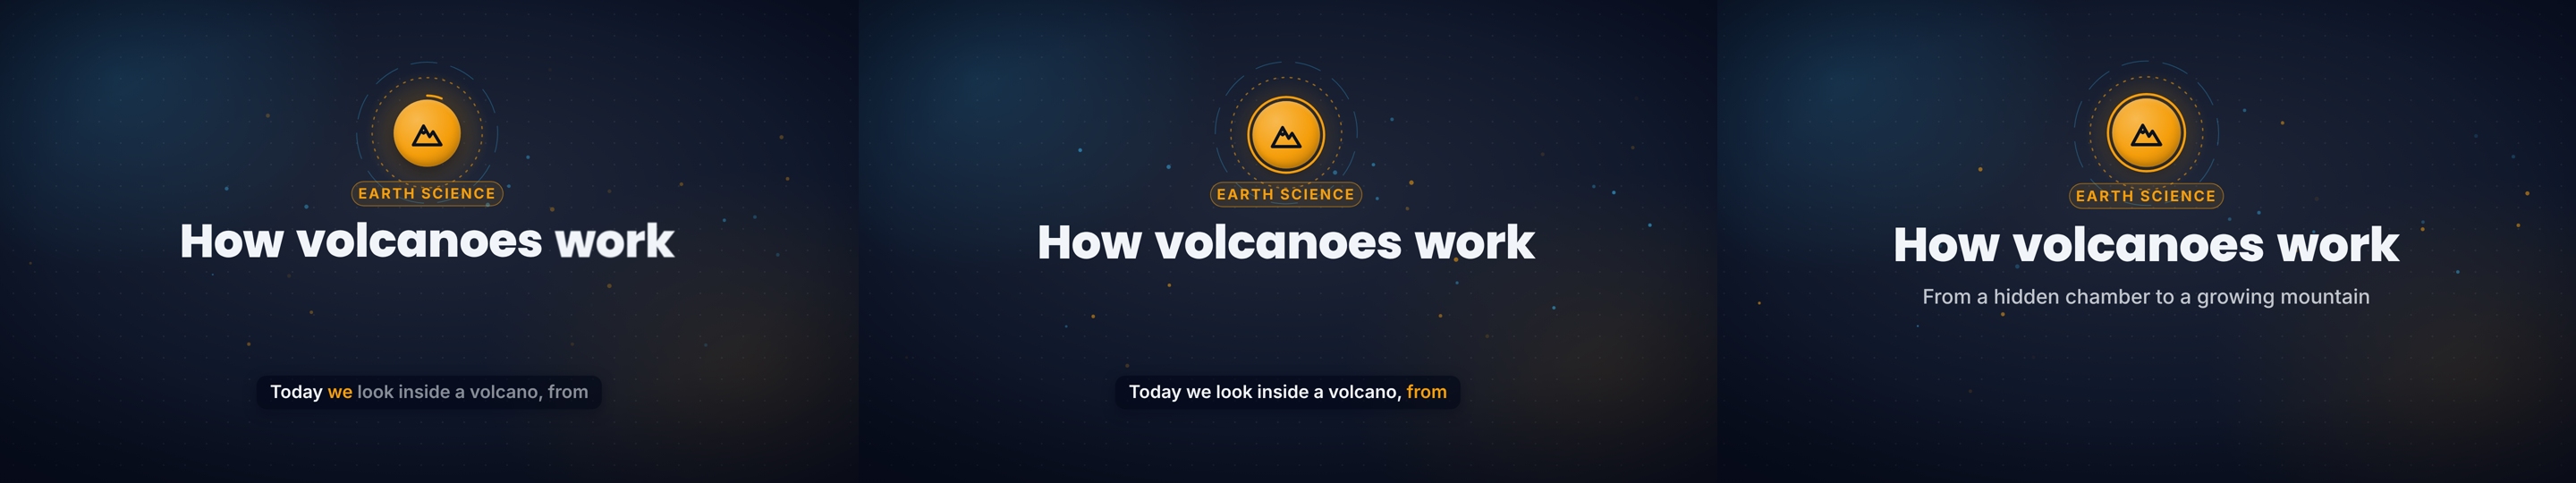 EARTH SCIENCE
How volcanoes work
Today we look inside a volcano, from
EARTH SCIENCE
How volcanoes work
Today we look inside a volcano, from
EARTH SCIENCE
How volcanoes work
From a hidden chamber to a growing mountain